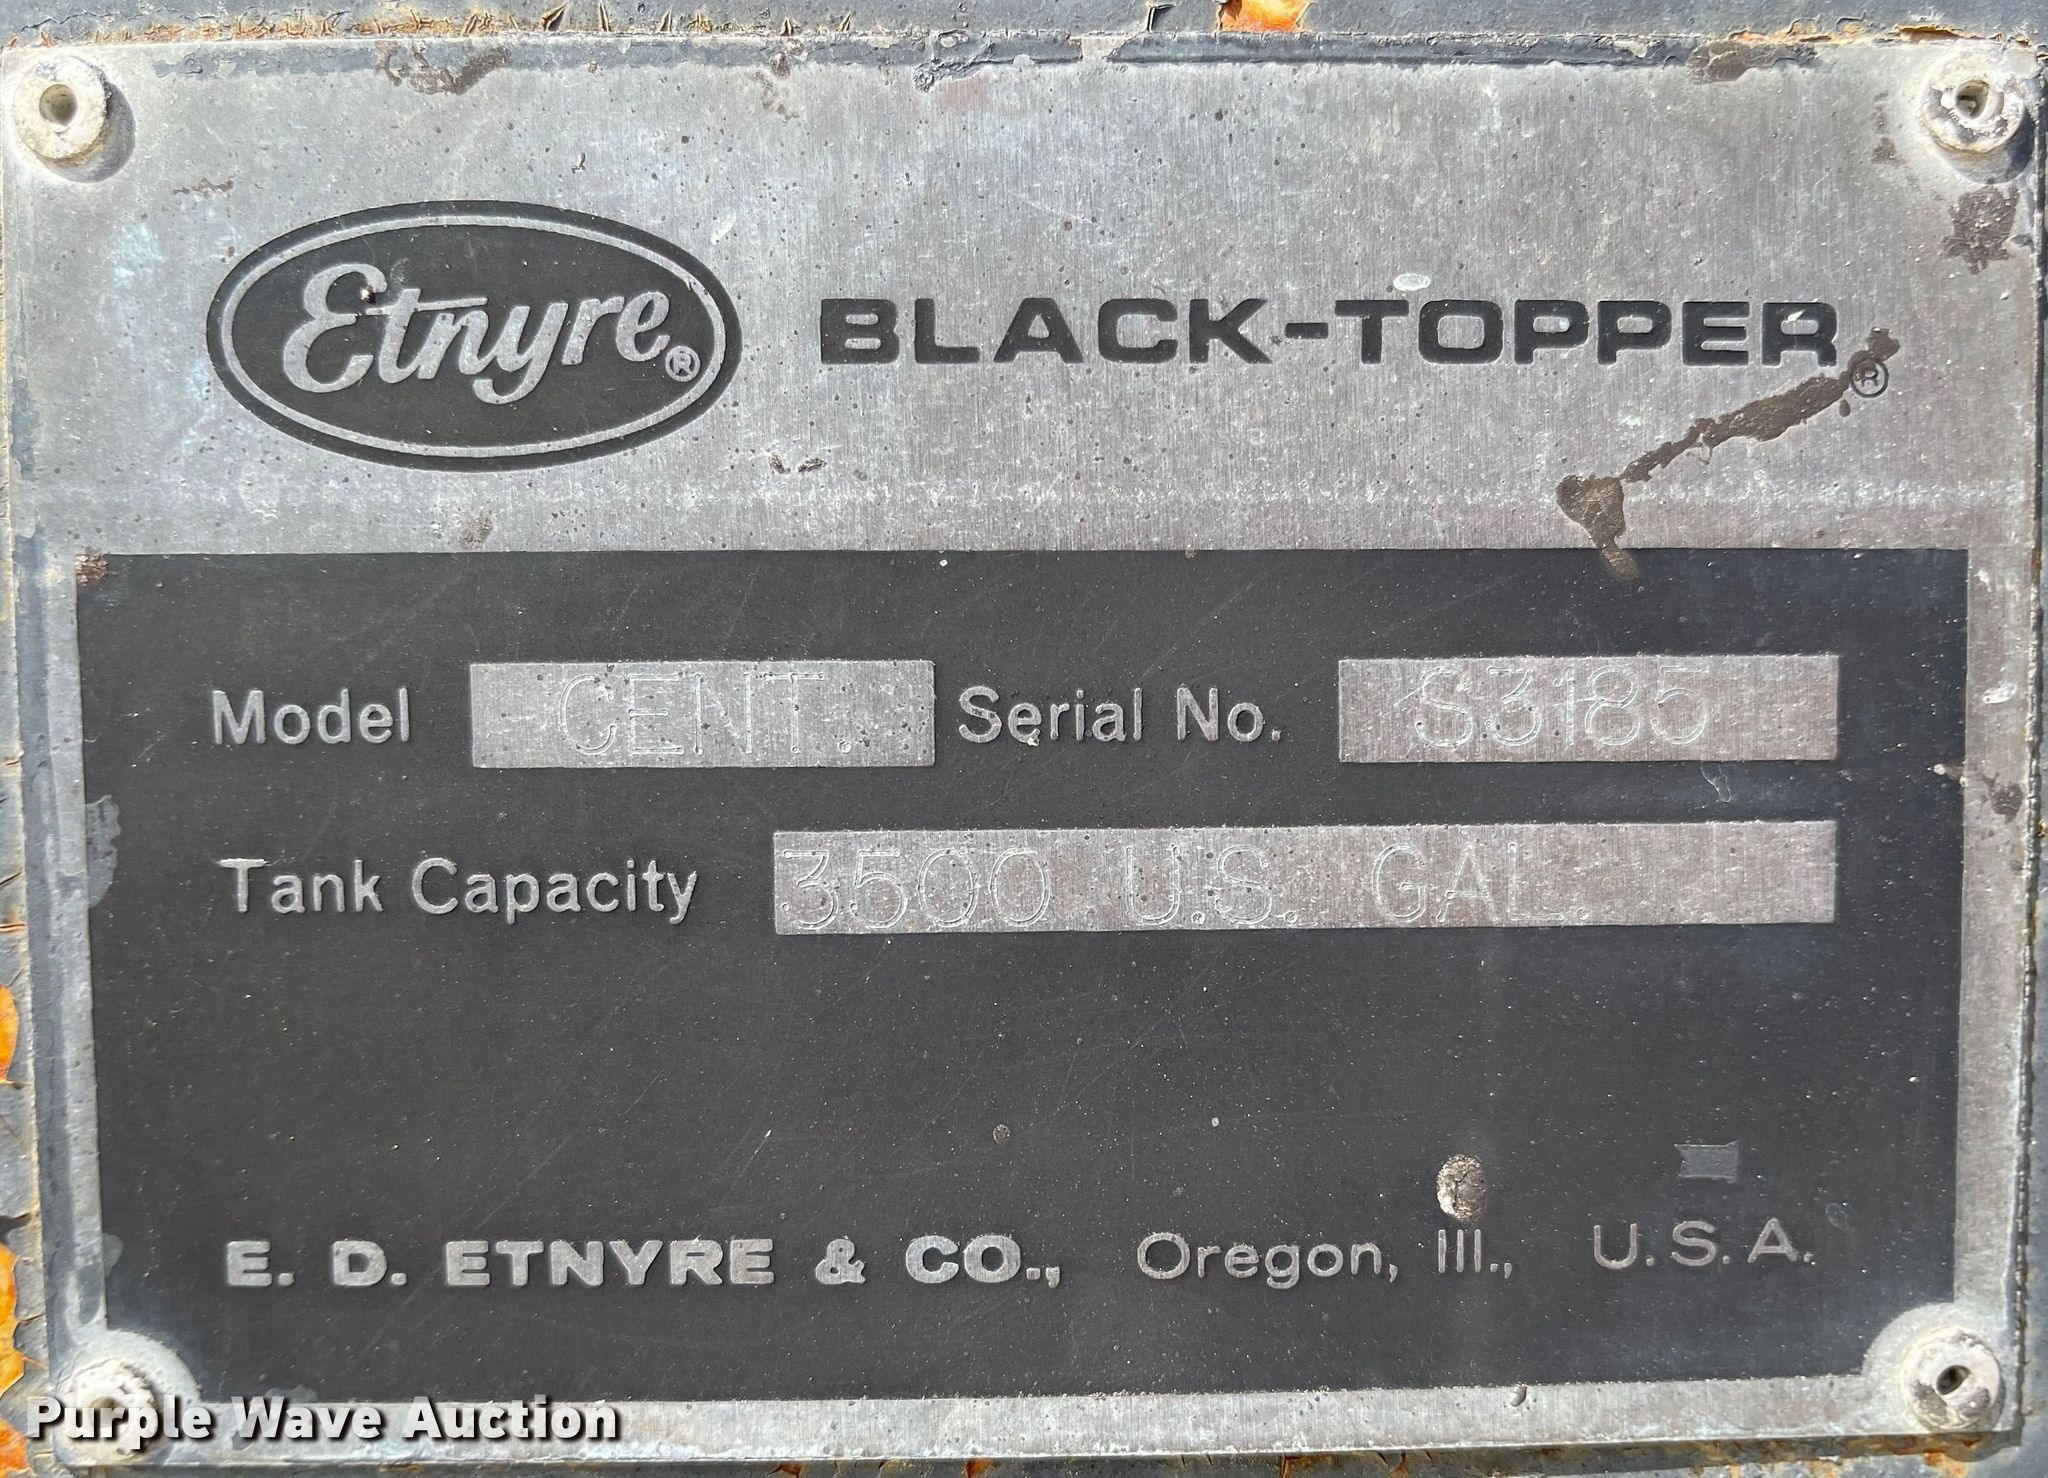 Etnyre® BLACK-TOPPER®
Model CENT. Serial No. S3185
Tank Capacity 3500 U.S. GAL.
E. D. ETNYRE & CO., Oregon, Ill., U.S.A.
Purple Wave Auction